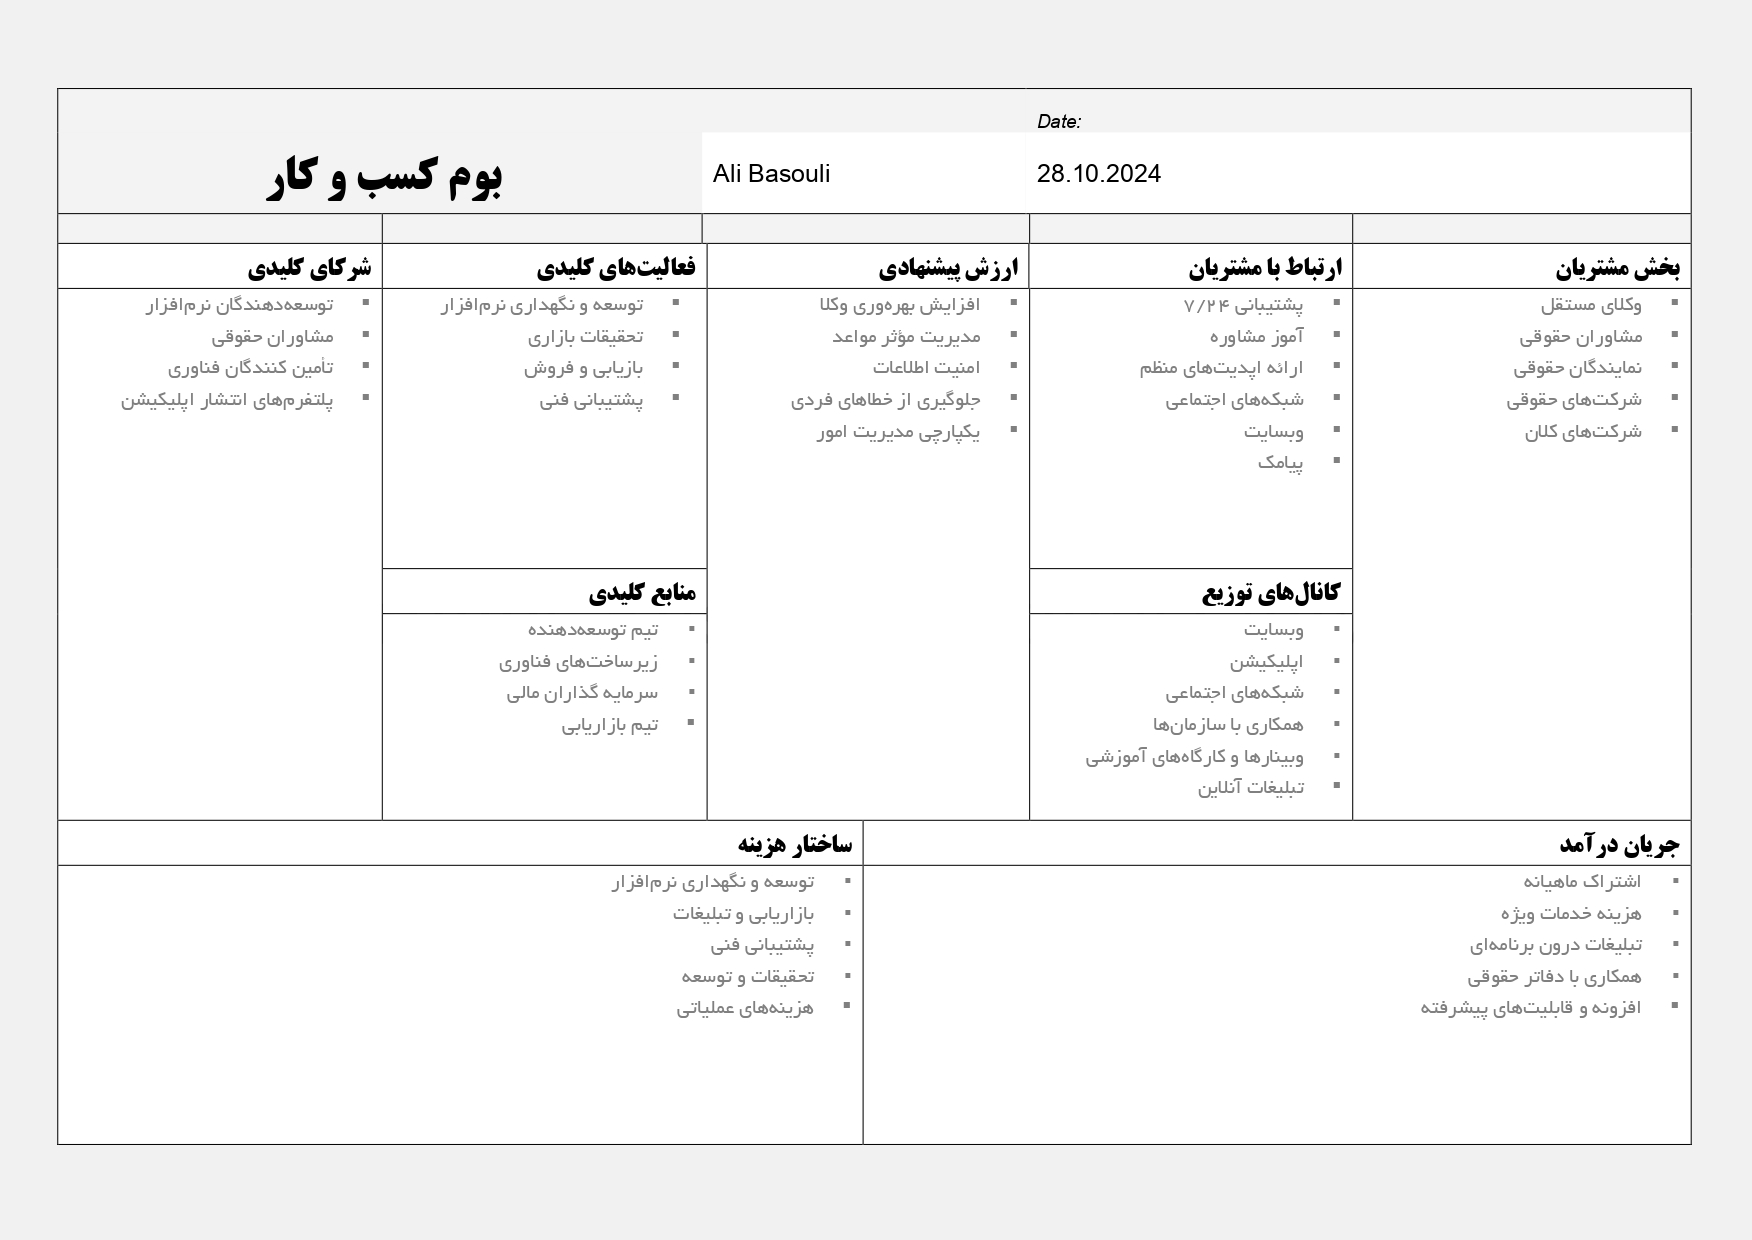 Date:
بوم کسب و کار
Ali Basouli
28.10.2024
بخش مشتریان
وکلای مستقل
مشاوران حقوقی
نمایندگان حقوقی
شرکت‌های حقوقی
شرکت‌های کلان
ارتباط با مشتریان
پشتیبانی ۷/۲۴
آموز مشاوره
ارائه اپدیت‌های منظم
شبکه‌های اجتماعی
وبسایت
پیامک
کانال‌های توزیع
وبسایت
اپلیکیشن
شبکه‌های اجتماعی
همکاری با سازمان‌ها
وبینارها و کارگاه‌های آموزشی
تبلیغات آنلاین
ارزش پیشنهادی
افزایش بهره‌وری وکلا
مدیریت مؤثر مواعد
امنیت اطلاعات
جلوگیری از خطاهای فردی
یکپارچی مدیریت امور
فعالیت‌های کلیدی
توسعه و نگهداری نرم‌افزار
تحقیقات بازاری
بازیابی و فروش
پشتیبانی فنی
منابع کلیدی
تیم توسعه‌دهنده
زیرساخت‌های فناوری
سرمایه گذاران مالی
تیم بازاریابی
شرکای کلیدی
توسعه‌دهندگان نرم‌افزار
مشاوران حقوقی
تأمین کنندگان فناوری
پلتفرم‌های انتشار اپلیکیشن
جریان درآمد
اشتراک ماهیانه
هزینه خدمات ویژه
تبلیغات درون برنامه‌ای
همکاری با دفاتر حقوقی
افزونه و قابلیت‌های پیشرفته
ساختار هزینه
توسعه و نگهداری نرم‌افزار
بازاریابی و تبلیغات
پشتیبانی فنی
تحقیقات و توسعه
هزینه‌های عملیاتی